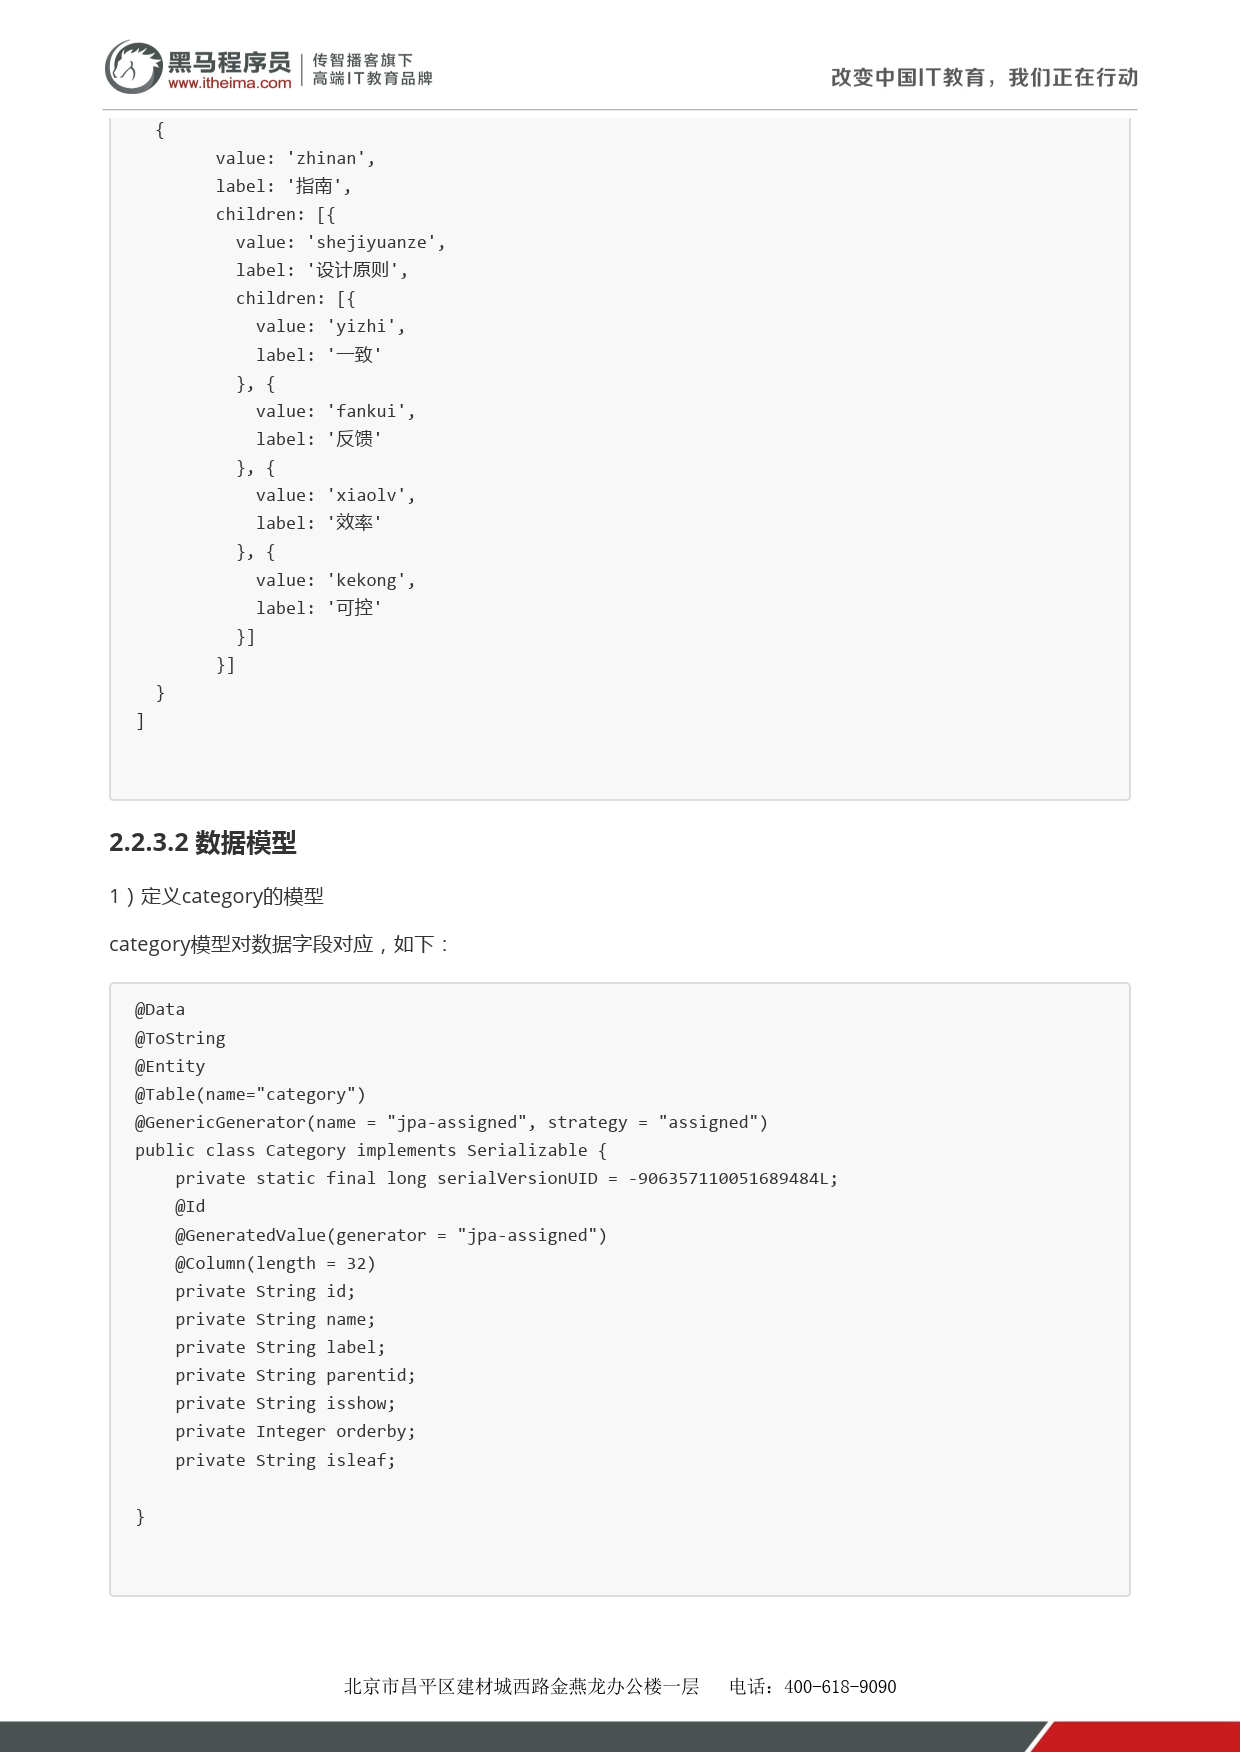 黑马程序员
www.itheima.com
传智播客旗下
高端IT教育品牌
改变中国IT教育，我们正在行动
{
value: 'zhinan',
label: '指南',
children: [{
value: 'shejiyuanze',
label: '设计原则',
children: [{
value: 'yizhi',
label: '一致'
}, {
value: 'fankui',
label: '反馈'
}, {
value: 'xiaolv',
label: '效率'
}, {
value: 'kekong',
label: '可控'
}]
}]
}
]
2.2.3.2 数据模型
1）定义category的模型
category模型对数据字段对应，如下：
@Data
@ToString
@Entity
@Table(name="category")
@GenericGenerator(name = "jpa-assigned", strategy = "assigned")
public class Category implements Serializable {
private static final long serialVersionUID = -906357110051689484L;
@Id
@GeneratedValue(generator = "jpa-assigned")
@Column(length = 32)
private String id;
private String name;
private String label;
private String parentid;
private String isshow;
private Integer orderby;
private String isleaf;
}
北京市昌平区建材城西路金燕龙办公楼一层 电话：400-618-9090